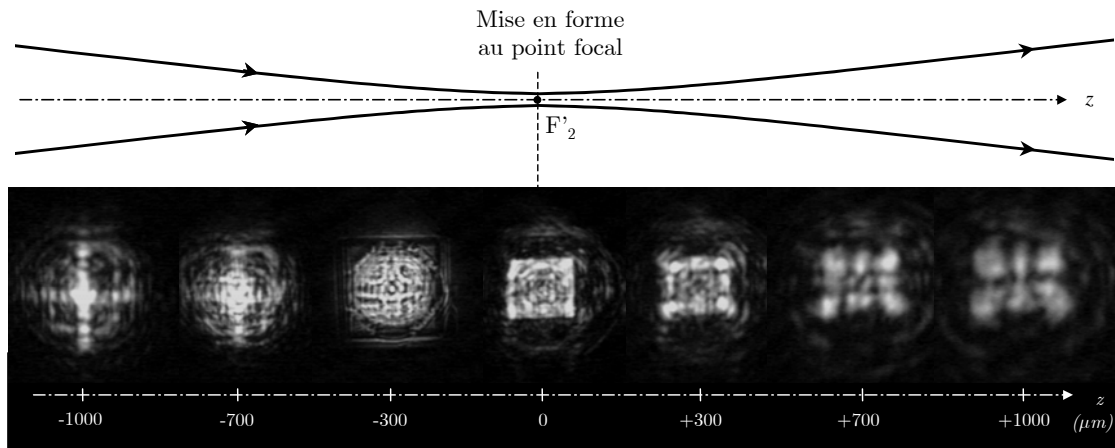 Mise en forme
au point focal
z
F'₂
-1000 -700 -300 0 +300 +700 +1000 z
(µm)